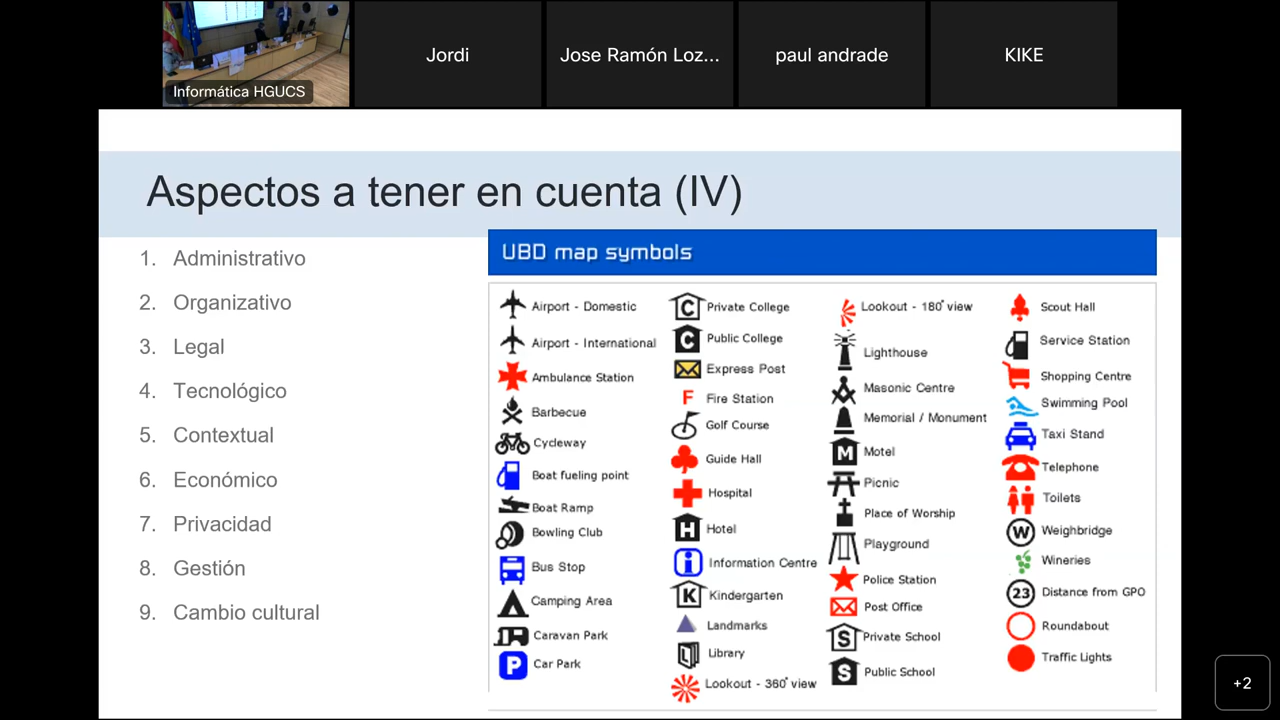 Informática HGUCS
Jordi
Jose Ramón Loz...
paul andrade
KIKE
Aspectos a tener en cuenta (IV)
1. Administrativo
2. Organizativo
3. Legal
4. Tecnológico
5. Contextual
6. Económico
7. Privacidad
8. Gestión
9. Cambio cultural
UBD map symbols
Airport - Domestic
Airport - International
Ambulance Station
Barbecue
Cycleway
Boat fueling point
Boat Ramp
Bowling Club
Bus Stop
Camping Area
Caravan Park
P Car Park
C Private College
C Public College
Express Post
F Fire Station
Golf Course
Guide Hall
Hospital
H Hotel
i Information Centre
K Kindergarten
Landmarks
Library
Lookout - 360° view
Lookout - 180° view
Lighthouse
Masonic Centre
Memorial / Monument
M Motel
Picnic
Place of Worship
Playground
Police Station
Post Office
S Private School
S Public School
Scout Hall
Service Station
Shopping Centre
Swimming Pool
Taxi Stand
Telephone
Toilets
W Weighbridge
Wineries
23 Distance from GPO
Roundabout
Traffic Lights
+2